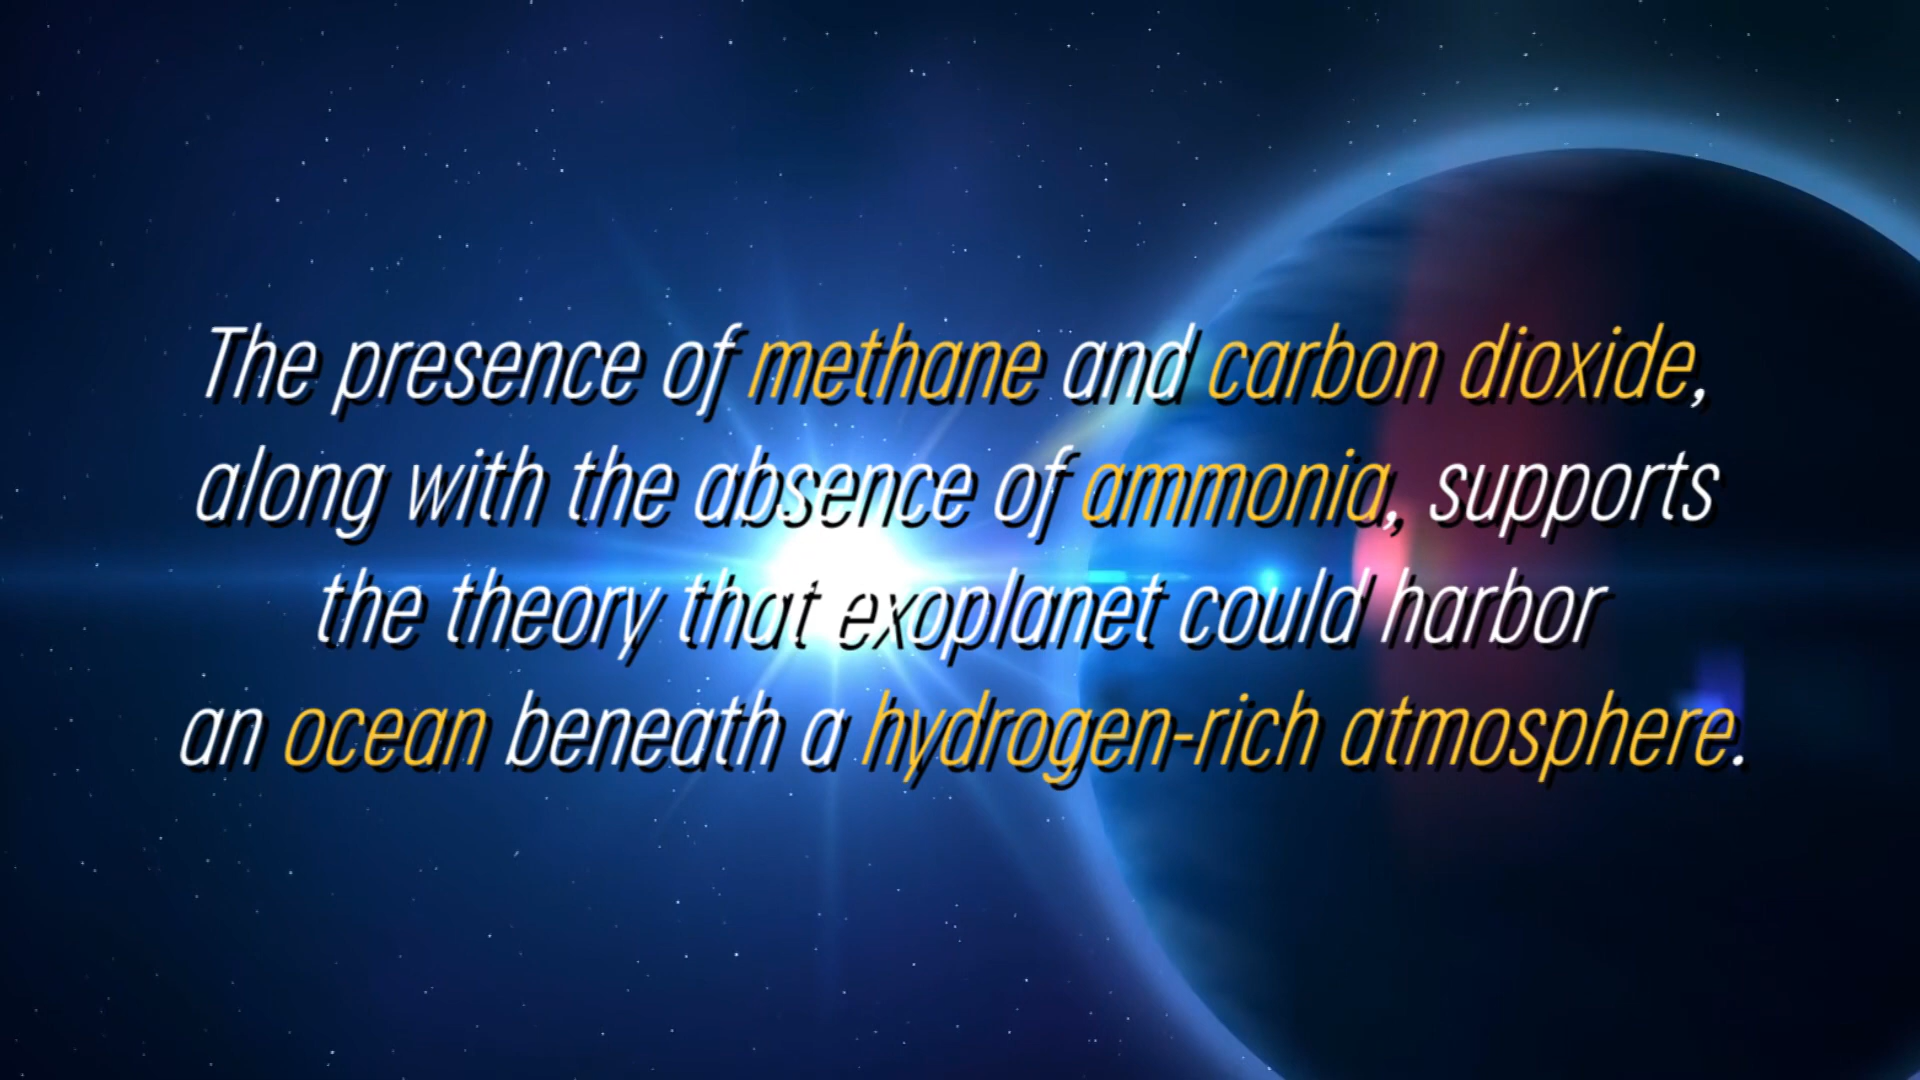 The presence of methane and carbon dioxide,
along with the absence of ammonia, supports
the theory that exoplanet could harbor
an ocean beneath a hydrogen-rich atmosphere.